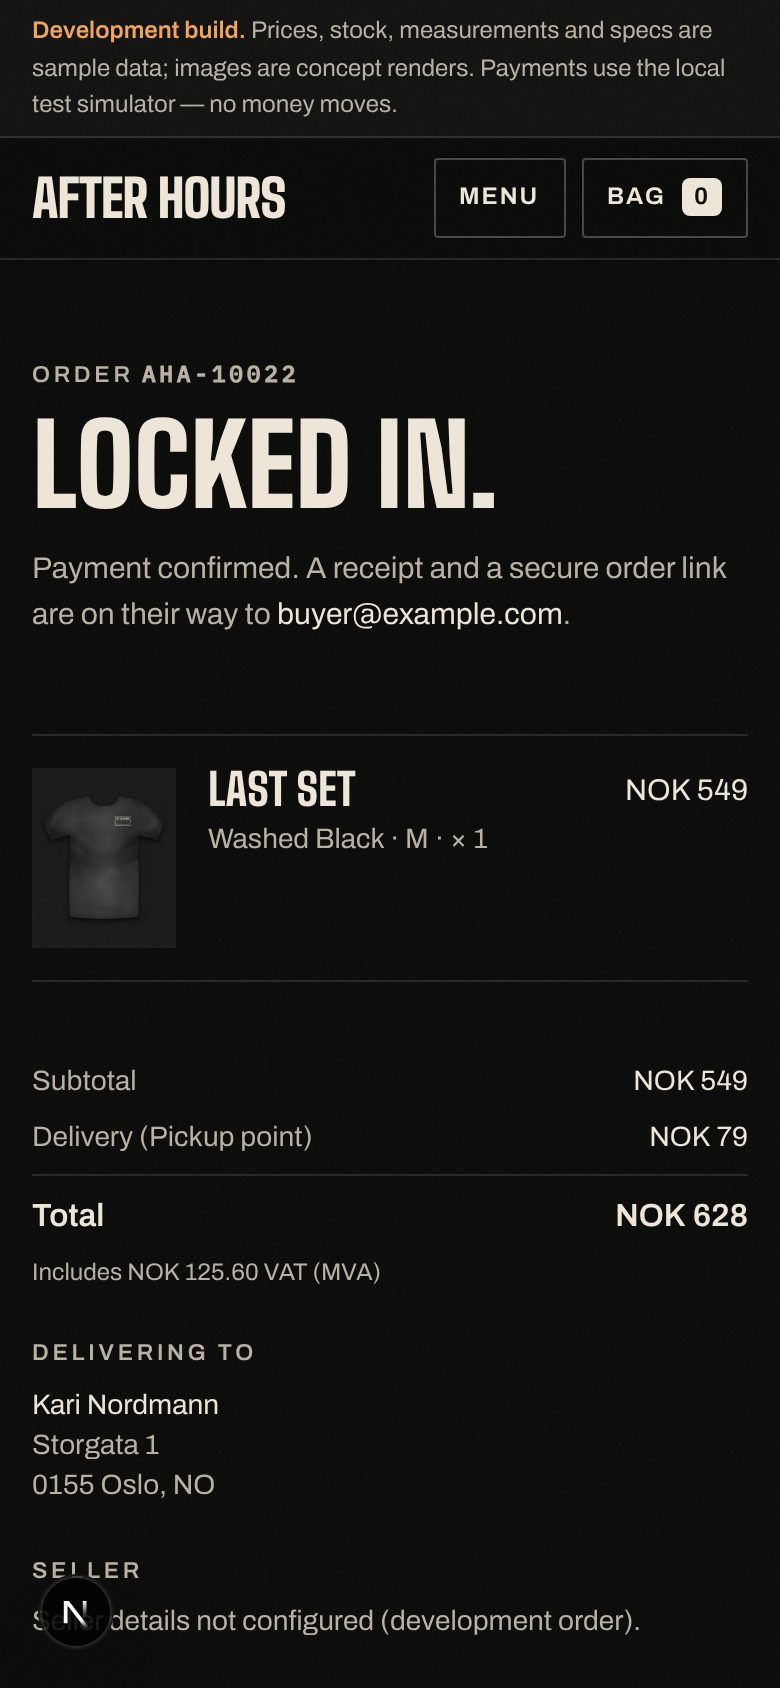 Development build. Prices, stock, measurements and specs are
sample data; images are concept renders. Payments use the local
test simulator — no money moves.
AFTER HOURS
MENU
BAG 0
ORDER AHA-10022
LOCKED IN.
Payment confirmed. A receipt and a secure order link
are on their way to buyer@example.com.
LAST SET
NOK 549
Washed Black · M · × 1
Subtotal
NOK 549
Delivery (Pickup point)
NOK 79
Total
NOK 628
Includes NOK 125.60 VAT (MVA)
DELIVERING TO
Kari Nordmann
Storgata 1
0155 Oslo, NO
SELLER
Seller details not configured (development order).
N